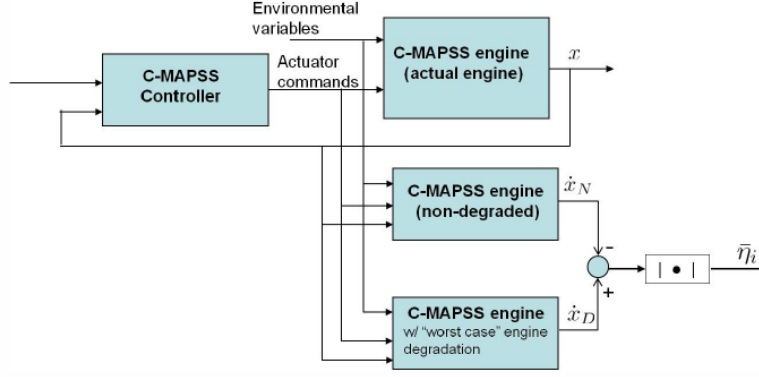 Environmental
variables
C-MAPSS
Controller
Actuator
commands
C-MAPSS engine
(actual engine)
x
C-MAPSS engine
(non-degraded)
ẋ_N
-
| • |
η̄_i
+
C-MAPSS engine
w/ "worst case" engine
degradation
ẋ_D